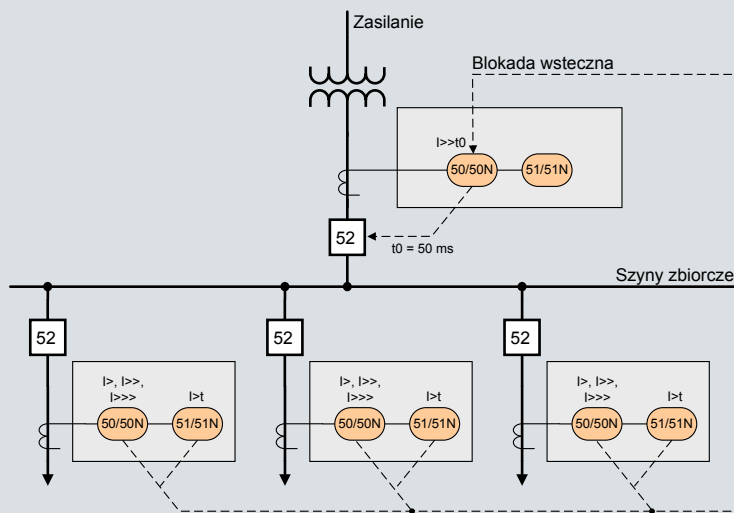 Zasilanie
Blokada wsteczna
I>>t0
50/50N
51/51N
52
t0 = 50 ms
Szyny zbiorcze
52
52
52
I>, I>>,
I>>>
I>t
50/50N
51/51N
I>, I>>,
I>>>
I>t
50/50N
51/51N
I>, I>>,
I>>>
I>t
50/50N
51/51N